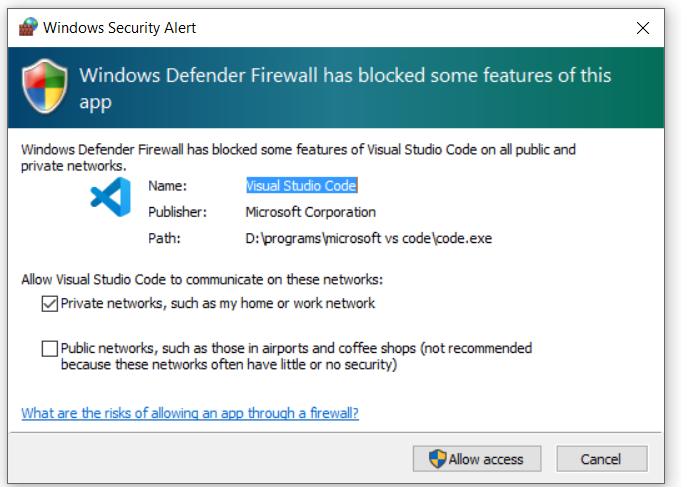 Windows Security Alert
Windows Defender Firewall has blocked some features of this
app
Windows Defender Firewall has blocked some features of Visual Studio Code on all public and
private networks.
Name: Visual Studio Code
Publisher: Microsoft Corporation
Path: D:\programs\microsoft vs code\code.exe
Allow Visual Studio Code to communicate on these networks:
Private networks, such as my home or work network
Public networks, such as those in airports and coffee shops (not recommended
because these networks often have little or no security)
What are the risks of allowing an app through a firewall?
Allow access Cancel